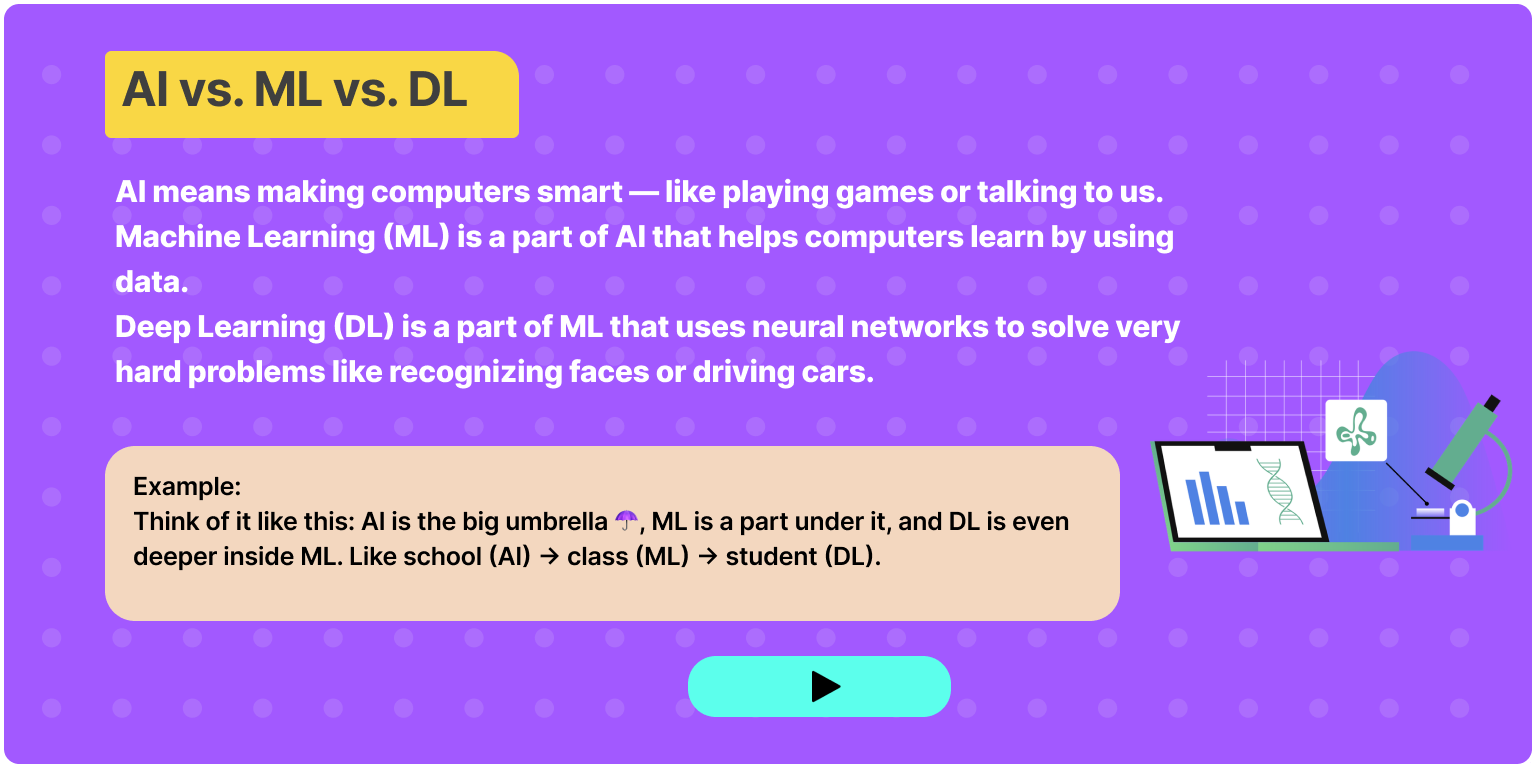 AI vs. ML vs. DL
AI means making computers smart — like playing games or talking to us.
Machine Learning (ML) is a part of AI that helps computers learn by using
data.
Deep Learning (DL) is a part of ML that uses neural networks to solve very
hard problems like recognizing faces or driving cars.
Example:
Think of it like this: AI is the big umbrella ☂, ML is a part under it, and DL is even
deeper inside ML. Like school (AI) → class (ML) → student (DL).